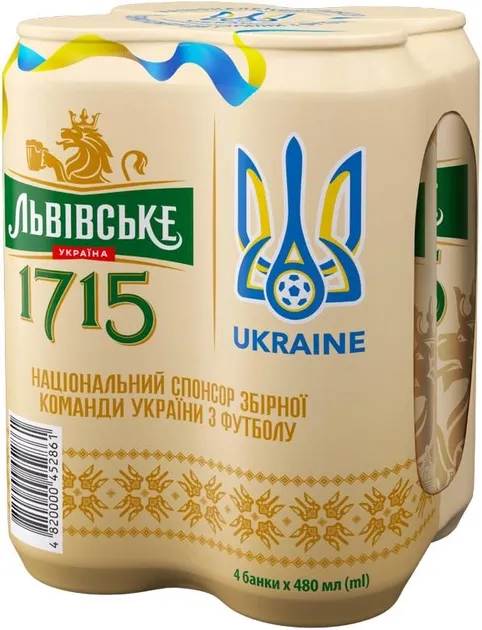 ЛЬВІВСЬКЕ
УКРАЇНА
1715
UKRAINE
НАЦІОНАЛЬНИЙ СПОНСОР ЗБІРНОЇ
КОМАНДИ УКРАЇНИ З ФУТБОЛУ
4 820000 452861
4 банки x 480 мл (ml)